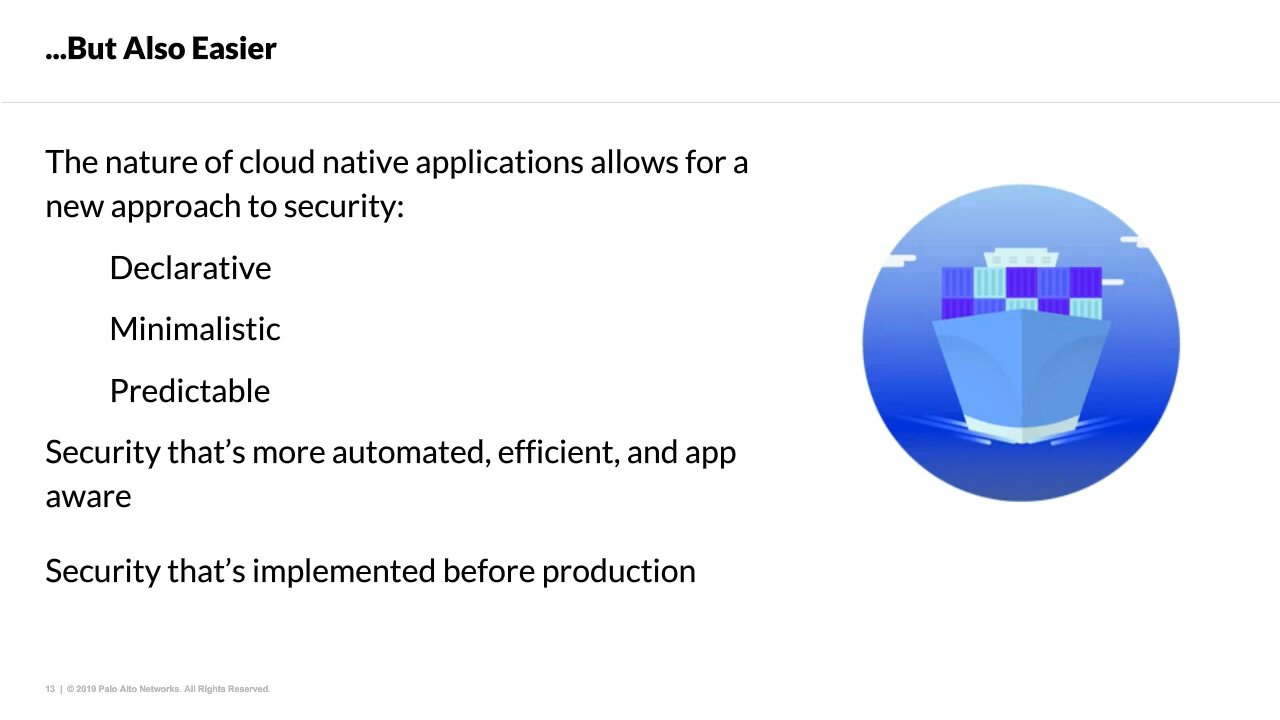 ...But Also Easier
The nature of cloud native applications allows for a
new approach to security:
Declarative
Minimalistic
Predictable
Security that’s more automated, efficient, and app
aware
Security that’s implemented before production
13 | © 2019 Palo Alto Networks. All Rights Reserved.